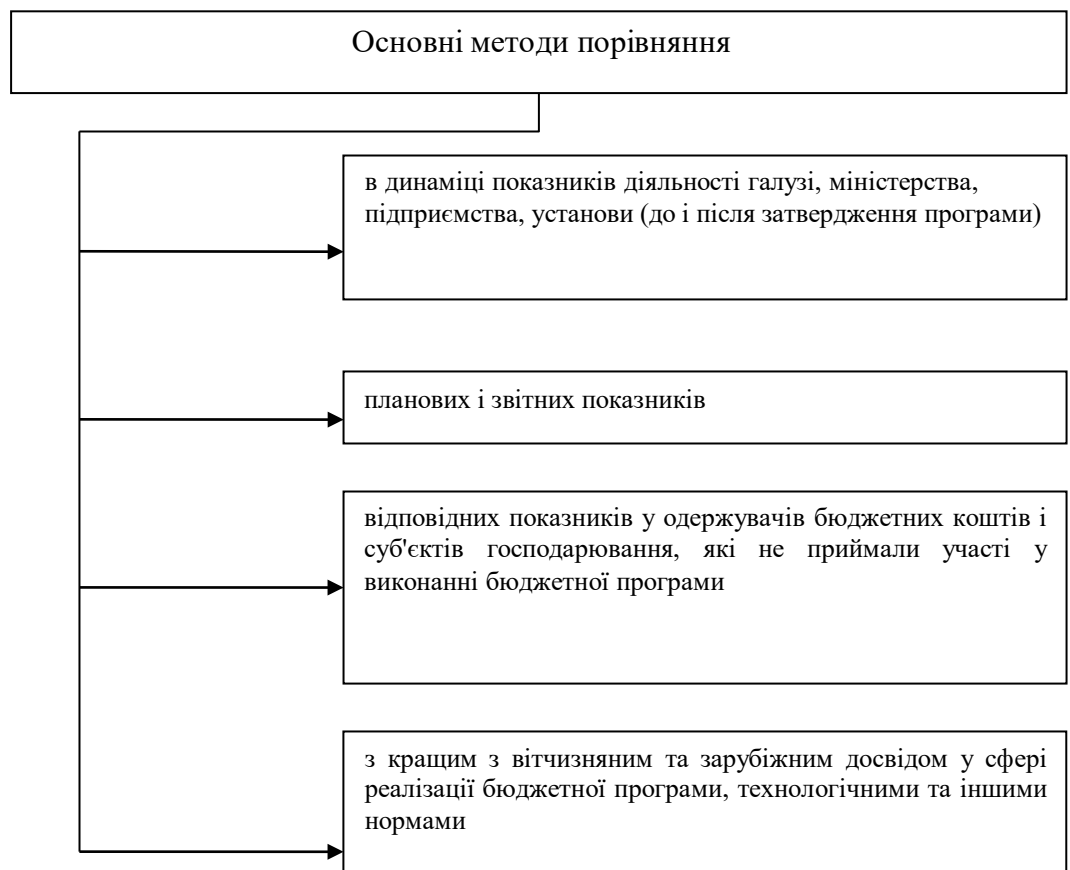 Основні методи порівняння
в динаміці показників діяльності галузі, міністерства,
підприємства, установи (до і після затвердження програми)
планових і звітних показників
відповідних показників у одержувачів бюджетних коштів і
суб'єктів господарювання, які не приймали участі у
виконанні бюджетної програми
з кращим з вітчизняним та зарубіжним досвідом у сфері
реалізації бюджетної програми, технологічними та іншими
нормами